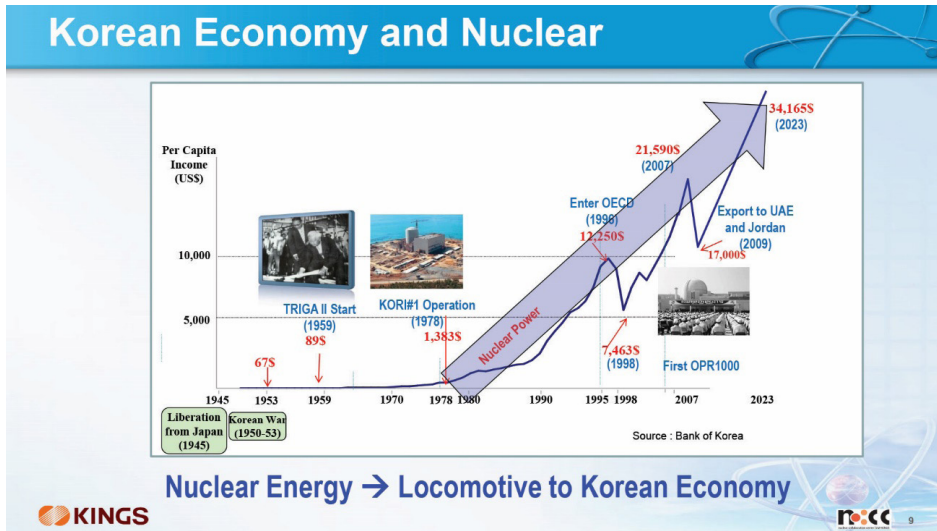 Korean Economy and Nuclear
Per Capita
Income
(US$)
10,000
5,000
34,165$
(2023)
21,590$
(2007)
Enter OECD
(1996)
12,250$
Export to UAE
and Jordan
(2009)
17,000$
TRIGA II Start
(1959)
89$
KORI#1 Operation
(1978)
1,383$
Nuclear Power
67$
7,463$
(1998)
First OPR1000
1945
1953
1959
1970
1978
1980
1990
1995
1998
2007
2023
Liberation
from Japan
(1945)
Korean War
(1950-53)
Source : Bank of Korea
Nuclear Energy → Locomotive to Korean Economy
KINGS
9